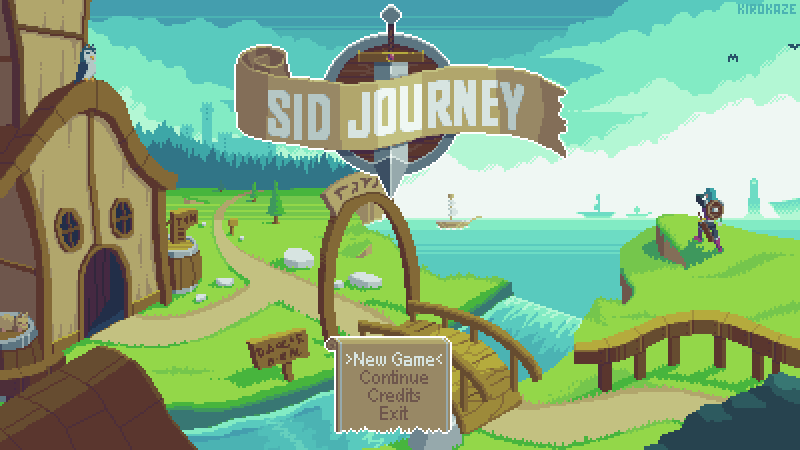 KIROKAZE
SID JOURNEY
>New Game<
Continue
Credits
Exit